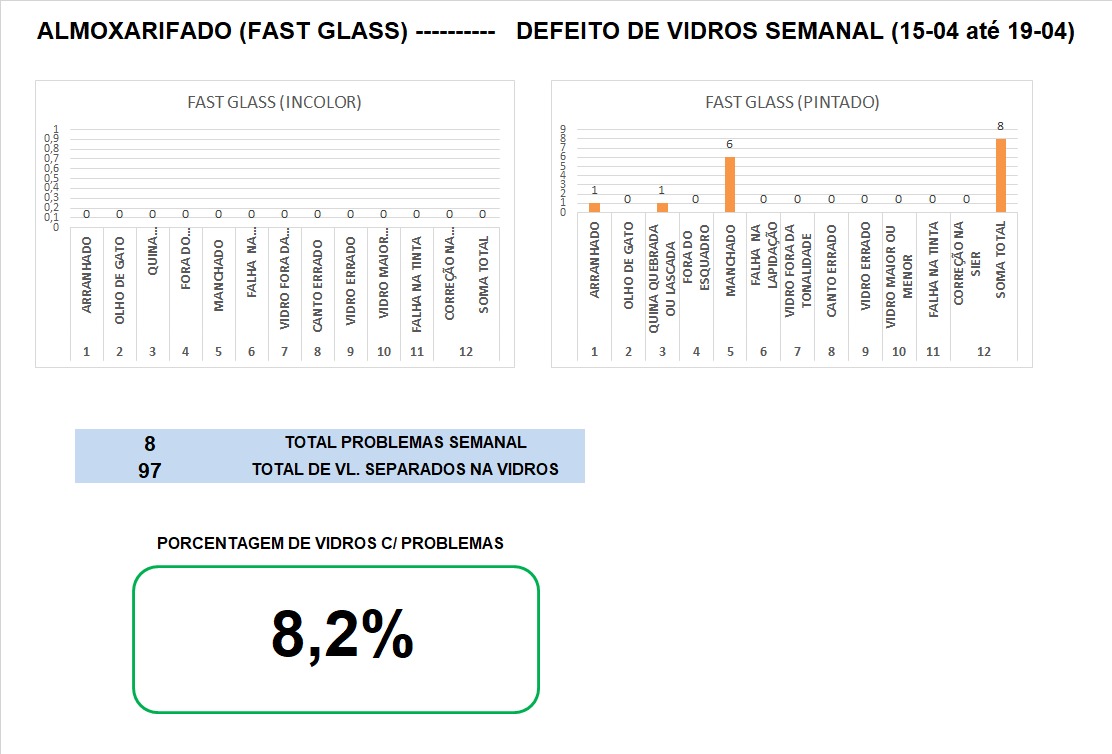 ALMOXARIFADO (FAST GLASS) ---------- DEFEITO DE VIDROS SEMANAL (15-04 até 19-04)
FAST GLASS (INCOLOR)
1
0,9
0,8
0,7
0,6
0,5
0,4
0,3
0,2
0,1
0
0 0 0 0 0 0 0 0 0 0 0 0 0
ARRANHADO
OLHO DE GATO
QUINA...
FORA DO...
MANCHADO
FALHA NA...
VIDRO FORA DA...
CANTO ERRADO
VIDRO ERRADO
VIDRO MAIOR...
FALHA NA TINTA
CORREÇÃO NA...
SOMA TOTAL
1 2 3 4 5 6 7 8 9 10 11 12
FAST GLASS (PINTADO)
9
8
7
6
5
4
3
2
1
0
1 0 1 0 6 0 0 0 0 0 0 0 8
ARRANHADO
OLHO DE GATO
QUINA QUEBRADA
OU LASCADA
FORA DO
ESQUADRO
MANCHADO
FALHA NA
LAPIDAÇÃO
VIDRO FORA DA
TONALIDADE
CANTO ERRADO
VIDRO ERRADO
VIDRO MAIOR OU
MENOR
FALHA NA TINTA
CORREÇÃO NA
SIER
SOMA TOTAL
1 2 3 4 5 6 7 8 9 10 11 12
8 TOTAL PROBLEMAS SEMANAL
97 TOTAL DE VL. SEPARADOS NA VIDROS
PORCENTAGEM DE VIDROS C/ PROBLEMAS
8,2%